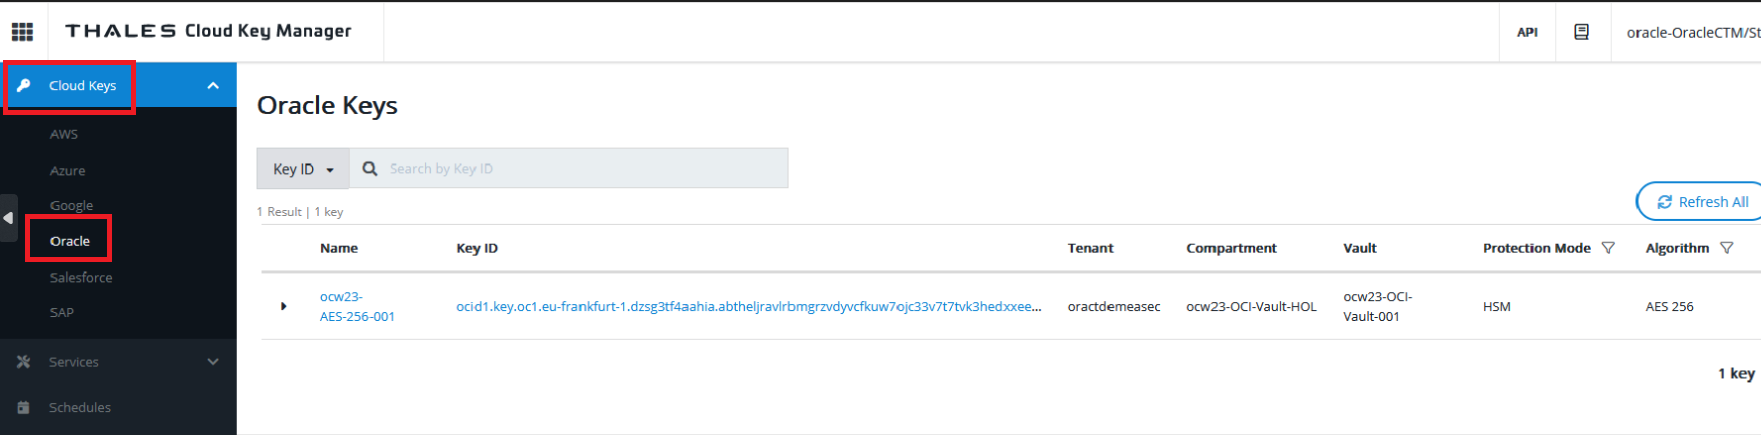 THALES Cloud Key Manager
API
oracle-OracleCTM/St
Cloud Keys
AWS
Azure
Google
Oracle
Salesforce
SAP
Services
Schedules
Oracle Keys
Key ID
Search by Key ID
1 Result | 1 key
Refresh All
Name Key ID Tenant Compartment Vault Protection Mode Algorithm
ocw23-
AES-256-001
ocid1.key.oc1.eu-frankfurt-1.dzsg3tf4aahia.abtheljravlrbmgrzvdyvcfkuw7ojc33v7t7tvk3hedxxee...
oractdemeasec
ocw23-OCI-Vault-HOL
ocw23-OCI-
Vault-001
HSM
AES 256
1 key